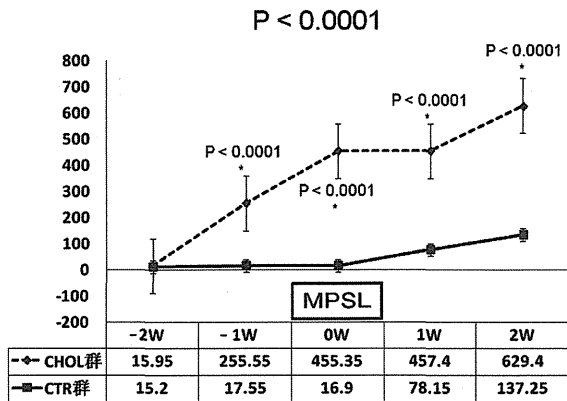 P < 0.0001
800
700
600
500
400
300
200
100
0
-100
-200
P < 0.0001
*
P < 0.0001
*
P < 0.0001
*
P < 0.0001
*
MPSL
−2W −1W 0W 1W 2W
CHOL群 15.95 255.55 455.35 457.4 629.4
CTR群 15.2 17.55 16.9 78.15 137.25